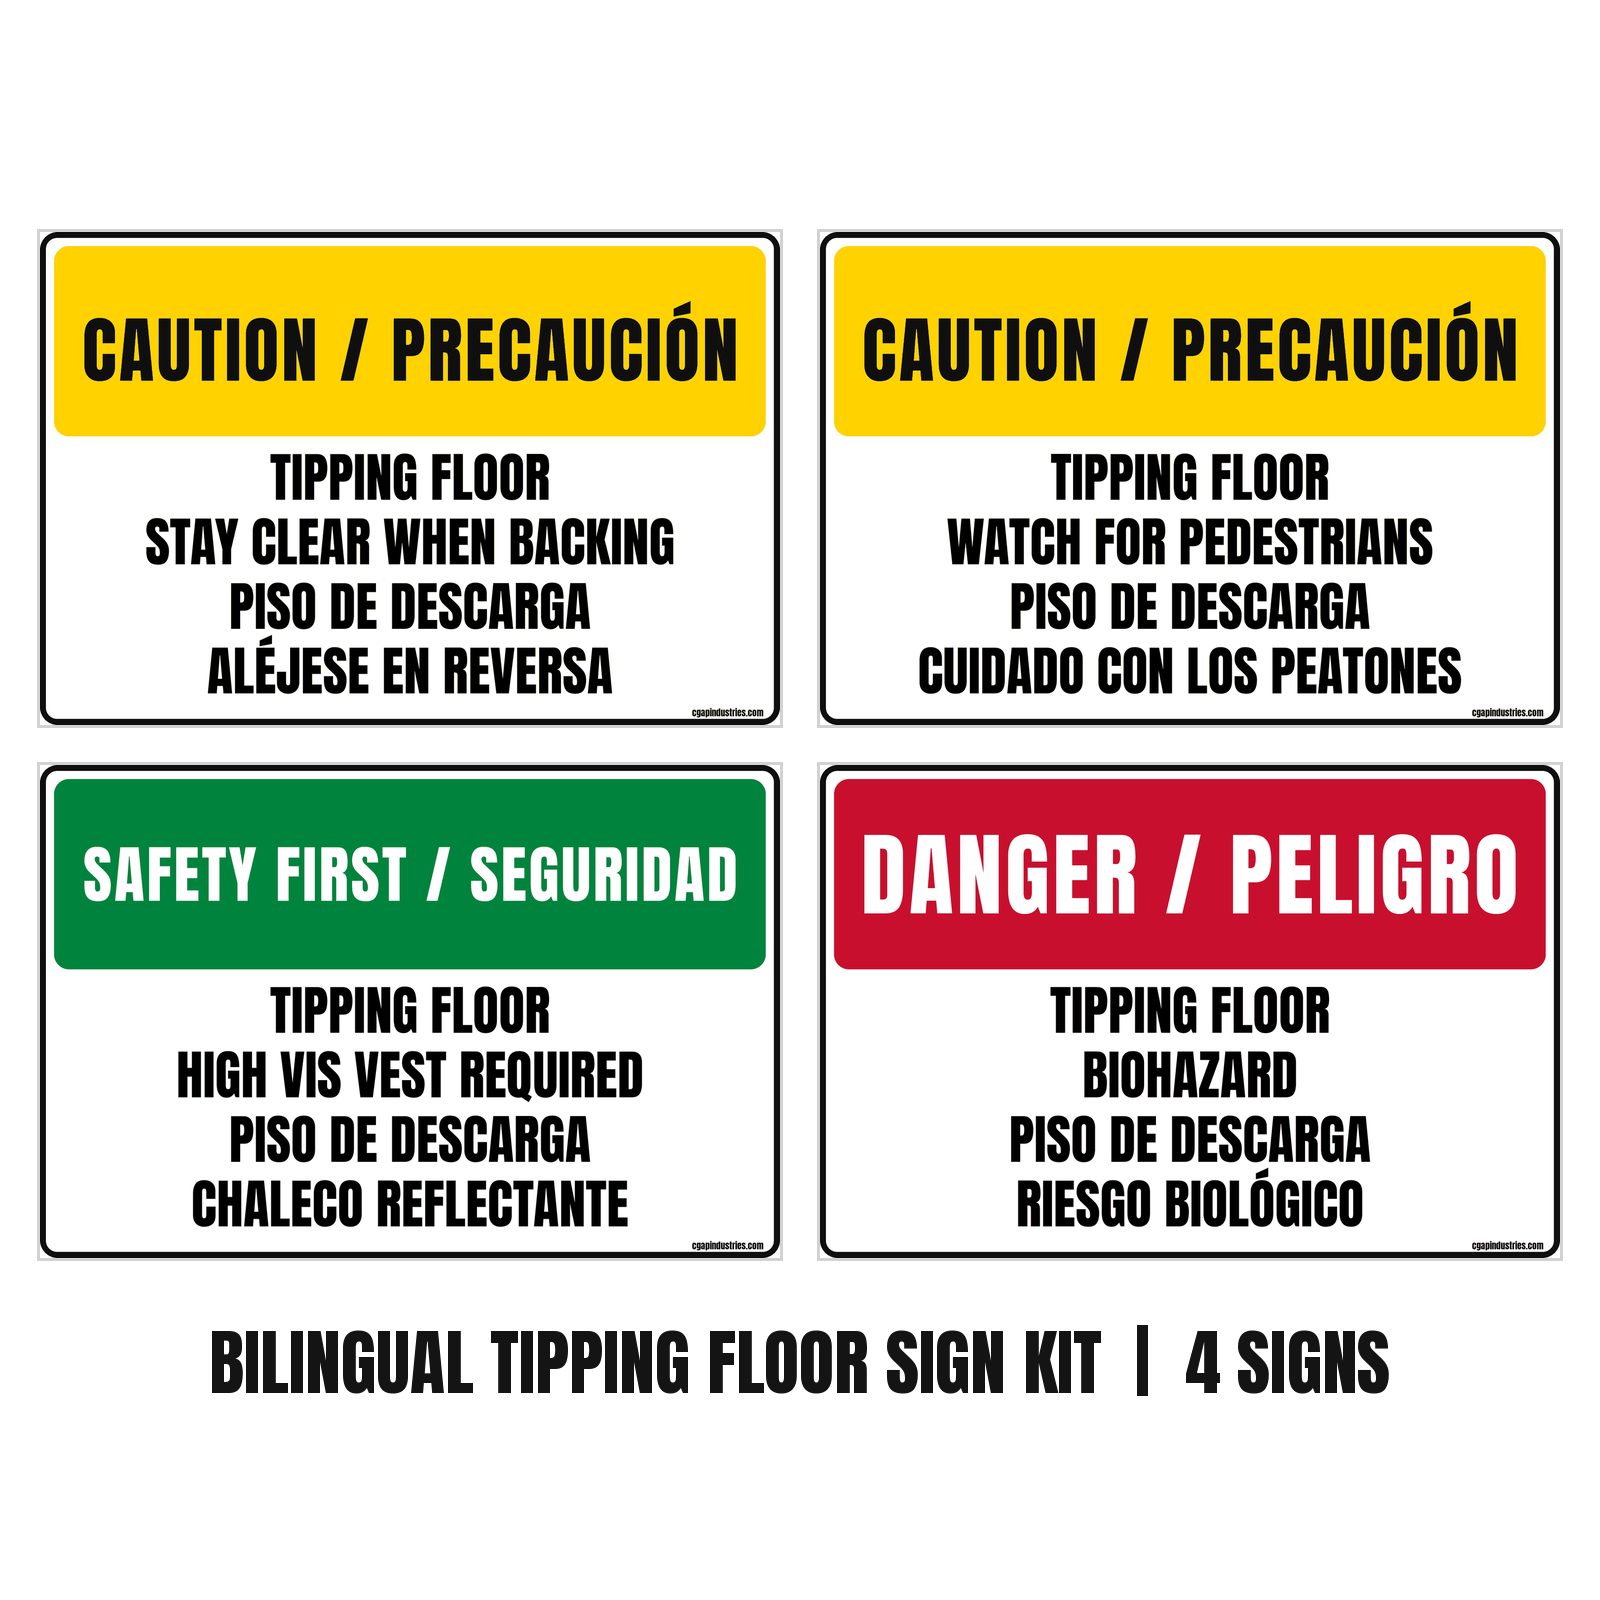 CAUTION / PRECAUCIÓN
TIPPING FLOOR
STAY CLEAR WHEN BACKING
PISO DE DESCARGA
ALÉJESE EN REVERSA
cgapindustries.com
CAUTION / PRECAUCIÓN
TIPPING FLOOR
WATCH FOR PEDESTRIANS
PISO DE DESCARGA
CUIDADO CON LOS PEATONES
cgapindustries.com
SAFETY FIRST / SEGURIDAD
TIPPING FLOOR
HIGH VIS VEST REQUIRED
PISO DE DESCARGA
CHALECO REFLECTANTE
cgapindustries.com
DANGER / PELIGRO
TIPPING FLOOR
BIOHAZARD
PISO DE DESCARGA
RIESGO BIOLÓGICO
cgapindustries.com
BILINGUAL TIPPING FLOOR SIGN KIT | 4 SIGNS